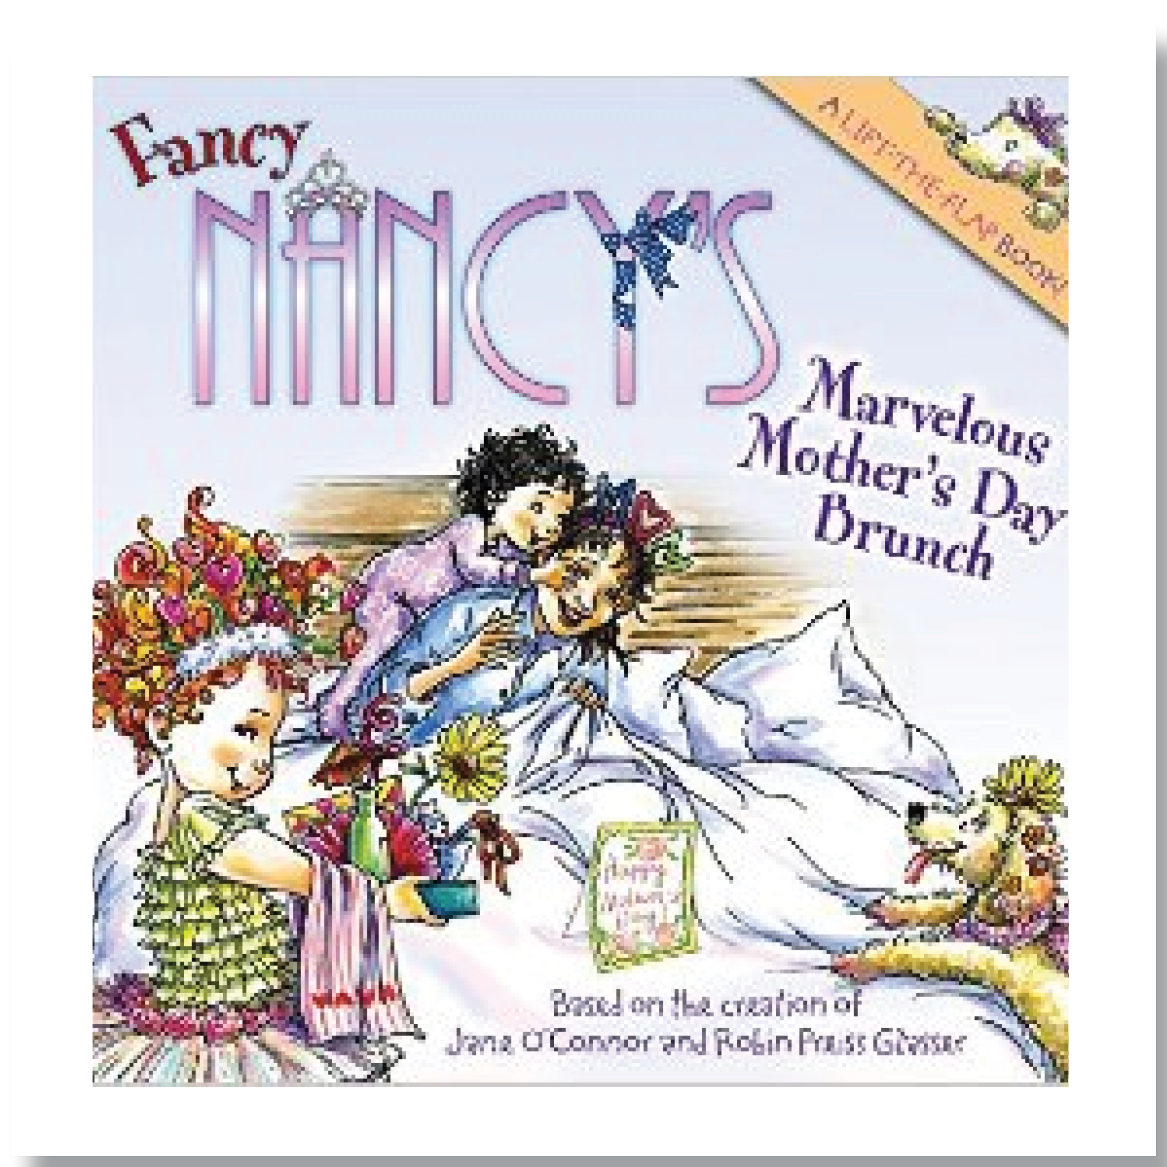 Fancy
NANCY'S
A LIFT-THE-FLAP BOOK!
Marvelous
Mother's Day
Brunch
Happy
Mother's
Day!
Based on the creation of
Jane O'Connor and Robin Preiss Glasser